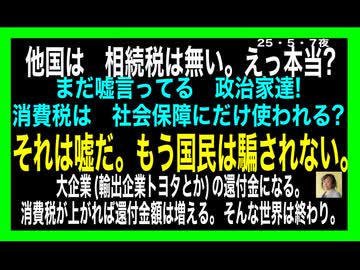 25・5・7夜
他国は　相続税は無い。えっ本当?
まだ嘘言ってる　政治家達!
消費税は　社会保障にだけ使われる?
それは嘘だ。もう国民は騙されない。
大企業(輸出企業トヨタとか)の還付金になる。
消費税が上がれば還付金額は増える。そんな世界は終わり。